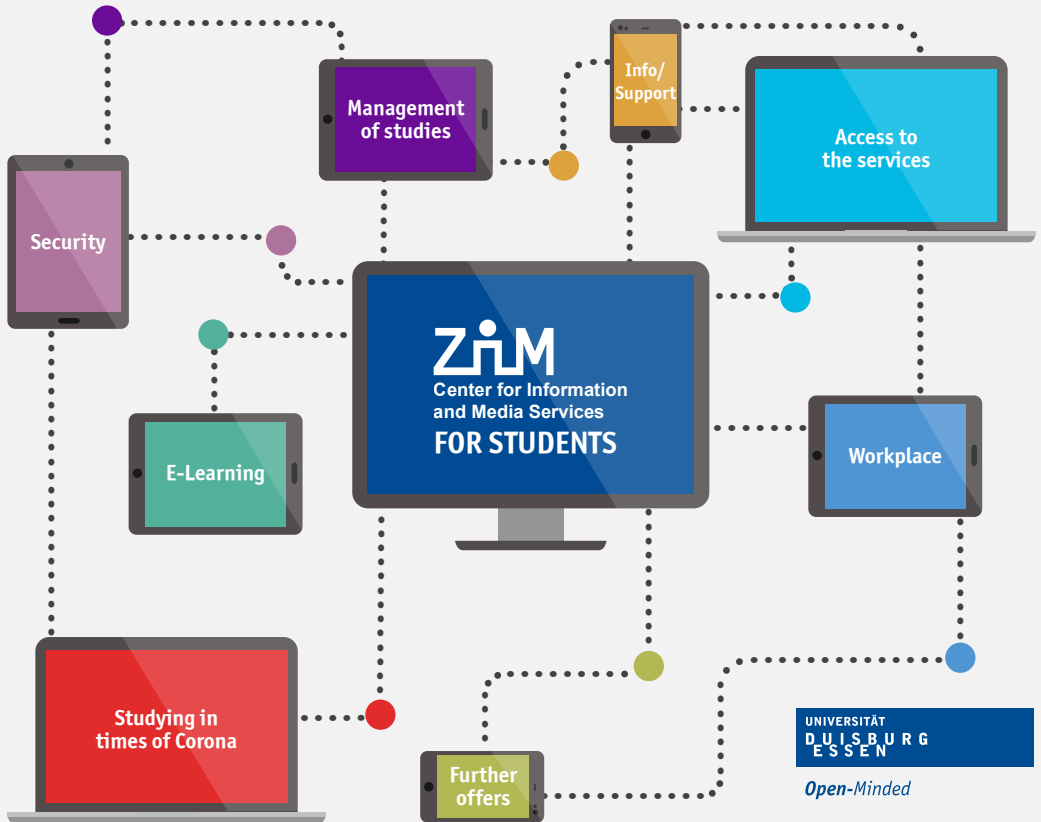 Info/
Support
Management
of studies
Access to
the services
Security
ZIM
Center for Information
and Media Services
FOR STUDENTS
E-Learning
Workplace
Studying in
times of Corona
Further
offers
UNIVERSITÄT
DUISBURG
ESSEN
Open-Minded